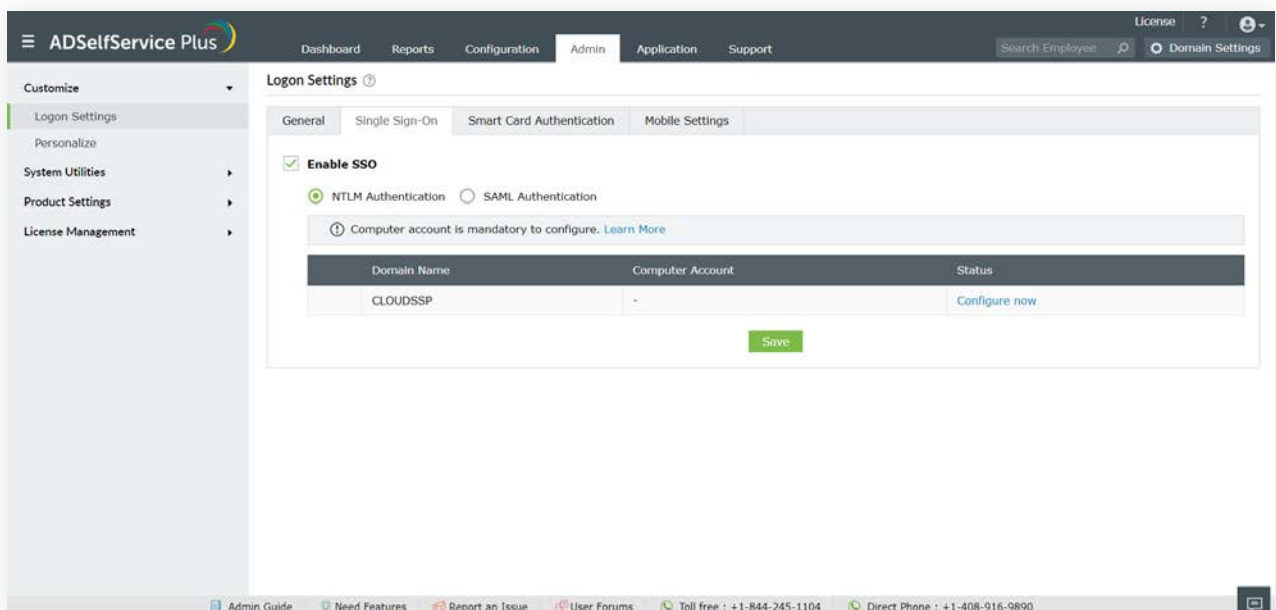 License ?
ADSelfService Plus
Dashboard Reports Configuration Admin Application Support
Search Employee Domain Settings
Customize
Logon Settings
Personalize
System Utilities
Product Settings
License Management
Logon Settings ?
General Single Sign-On Smart Card Authentication Mobile Settings
Enable SSO
NTLM Authentication SAML Authentication
Computer account is mandatory to configure. Learn More
Domain Name Computer Account Status
CLOUDSSP - Configure now
Save
Admin Guide Need Features Report an Issue User Forums Toll free : +1-844-245-1104 Direct Phone : +1-408-916-9890